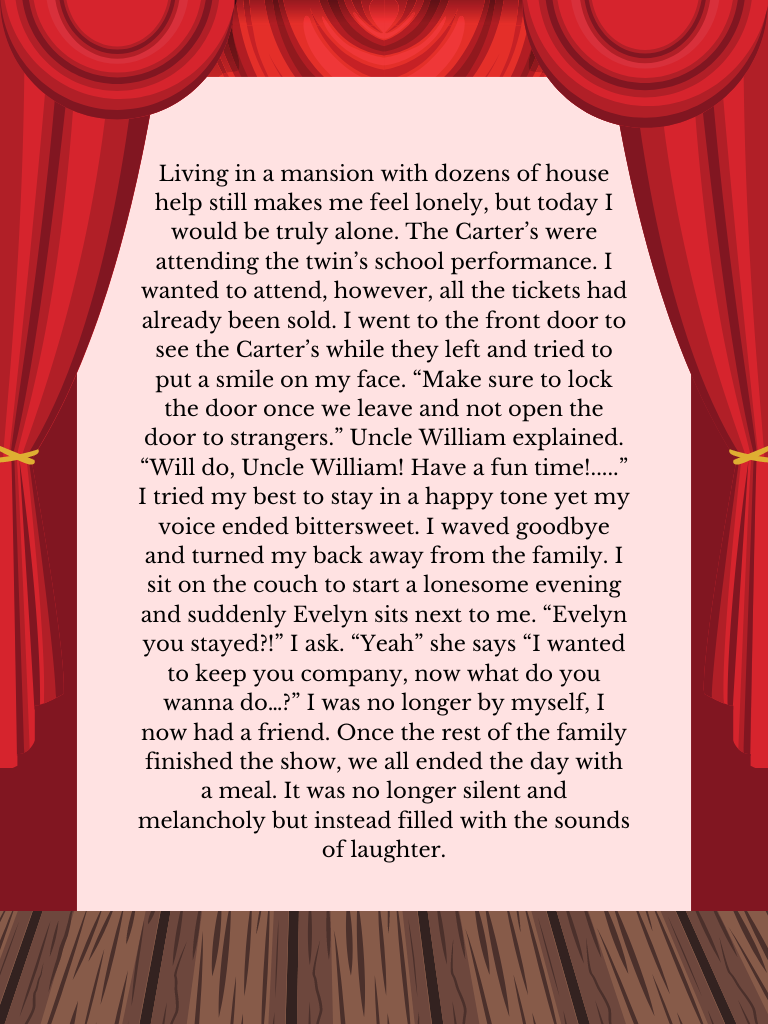 Living in a mansion with dozens of house
help still makes me feel lonely, but today I
would be truly alone. The Carter’s were
attending the twin’s school performance. I
wanted to attend, however, all the tickets had
already been sold. I went to the front door to
see the Carter’s while they left and tried to
put a smile on my face. “Make sure to lock
the door once we leave and not open the
door to strangers.” Uncle William explained.
“Will do, Uncle William! Have a fun time!.....”
I tried my best to stay in a happy tone yet my
voice ended bittersweet. I waved goodbye
and turned my back away from the family. I
sit on the couch to start a lonesome evening
and suddenly Evelyn sits next to me. “Evelyn
you stayed?!” I ask. “Yeah” she says “I wanted
to keep you company, now what do you
wanna do…?” I was no longer by myself, I
now had a friend. Once the rest of the family
finished the show, we all ended the day with
a meal. It was no longer silent and
melancholy but instead filled with the sounds
of laughter.